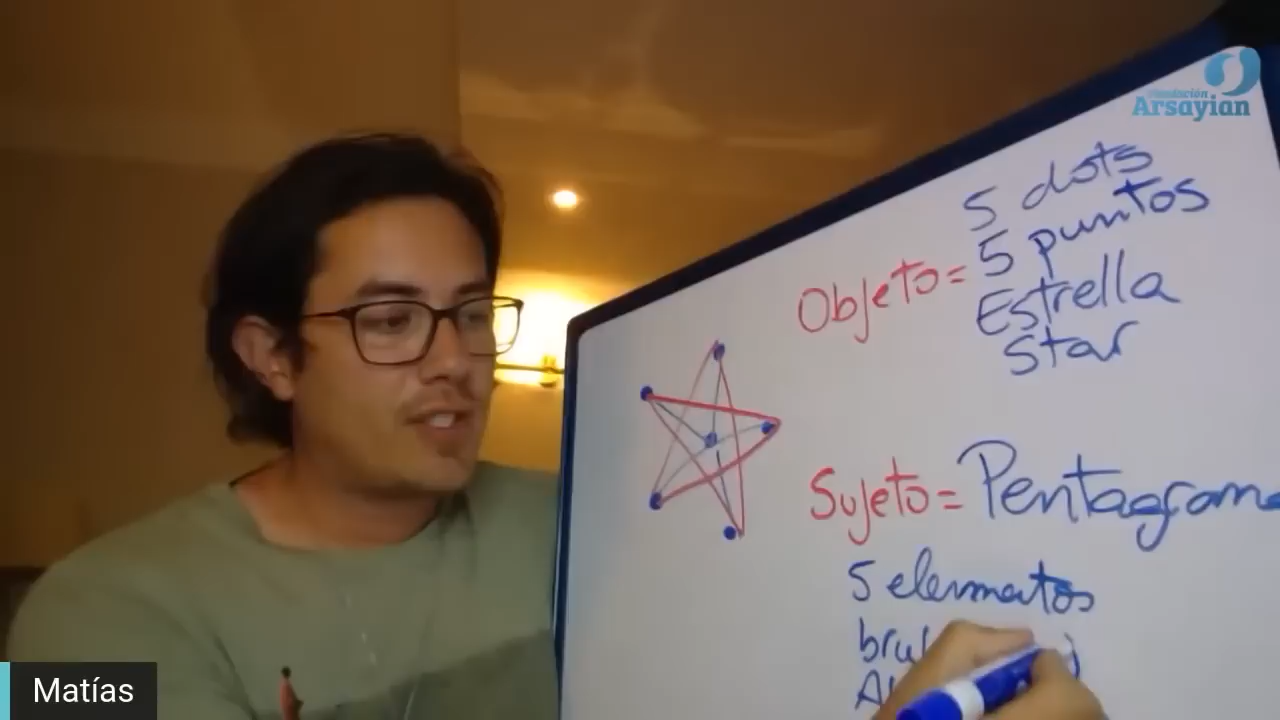 Fundación
Arsayian
5 dots
5 puntos
Objeto =
Estrella
Star
Sujeto = Pentagrama
5 elementos
Matías